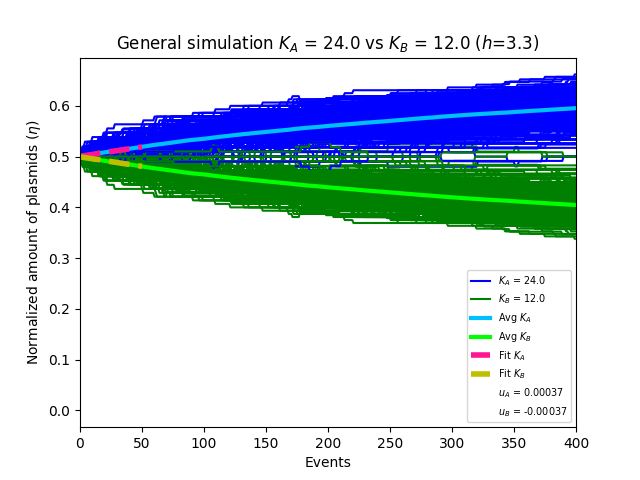 General simulation K_A = 24.0 vs K_B = 12.0 (h=3.3)
Normalized amount of plasmids (η)
0.6
0.5
0.4
0.3
0.2
0.1
0.0
K_A = 24.0
K_B = 12.0
Avg K_A
Avg K_B
Fit K_A
Fit K_B
u_A = 0.00037
u_B = -0.00037
0 50 100 150 200 250 300 350 400
Events